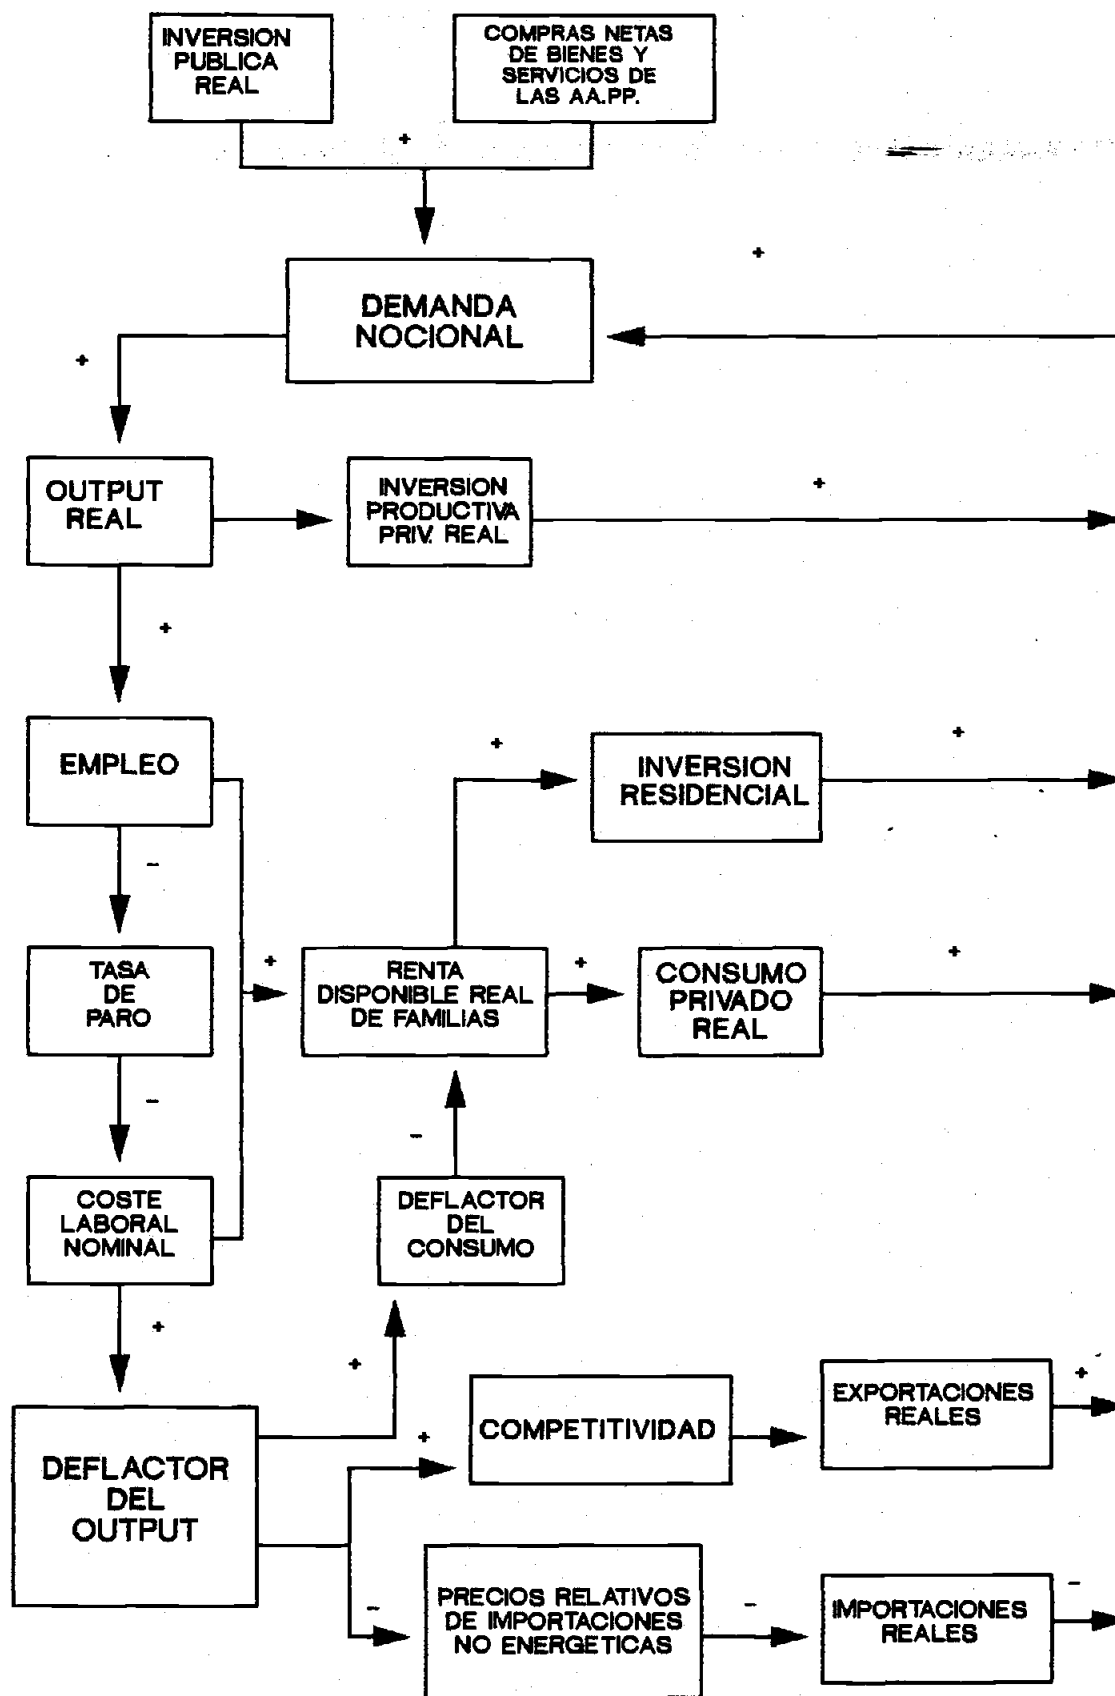 INVERSION
PUBLICA
REAL
COMPRAS NETAS
DE BIENES Y
SERVICIOS DE
LAS AA.PP.
+
+
DEMANDA
NOCIONAL
+
OUTPUT
REAL
INVERSION
PRODUCTIVA
PRIV. REAL
+
+
EMPLEO
+
INVERSION
RESIDENCIAL
+
-
TASA
DE
PARO
+
RENTA
DISPONIBLE REAL
DE FAMILIAS
+
CONSUMO
PRIVADO
REAL
+
-
-
COSTE
LABORAL
NOMINAL
DEFLACTOR
DEL
CONSUMO
+
+
DEFLACTOR
DEL
OUTPUT
+
COMPETITIVIDAD
EXPORTACIONES
REALES
+
-
PRECIOS RELATIVOS
DE IMPORTACIONES
NO ENERGETICAS
-
IMPORTACIONES
REALES
-